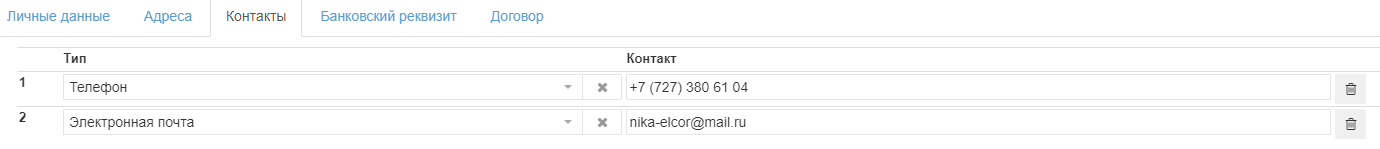 Личные данные Адреса Контакты Банковский реквизит Договор
Тип Контакт
1 Телефон +7 (727) 380 61 04
2 Электронная почта nika-elcor@mail.ru